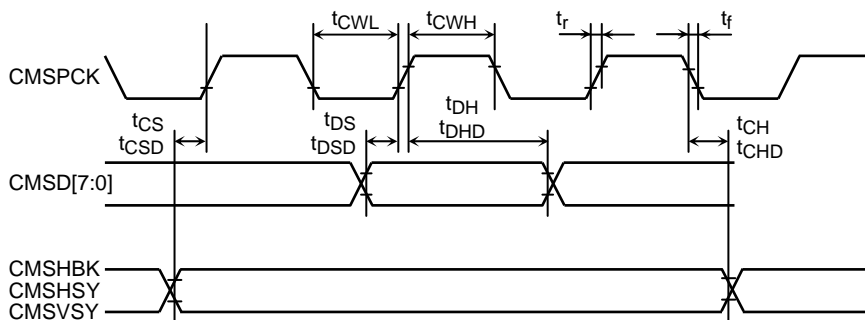 tCWL tCWH tr tf
CMSPCK
tCS tDS tDH tCH
tCSD tDSD tDHD tCHD
CMSD[7:0]
CMSHBK
CMSHSY
CMSVSY